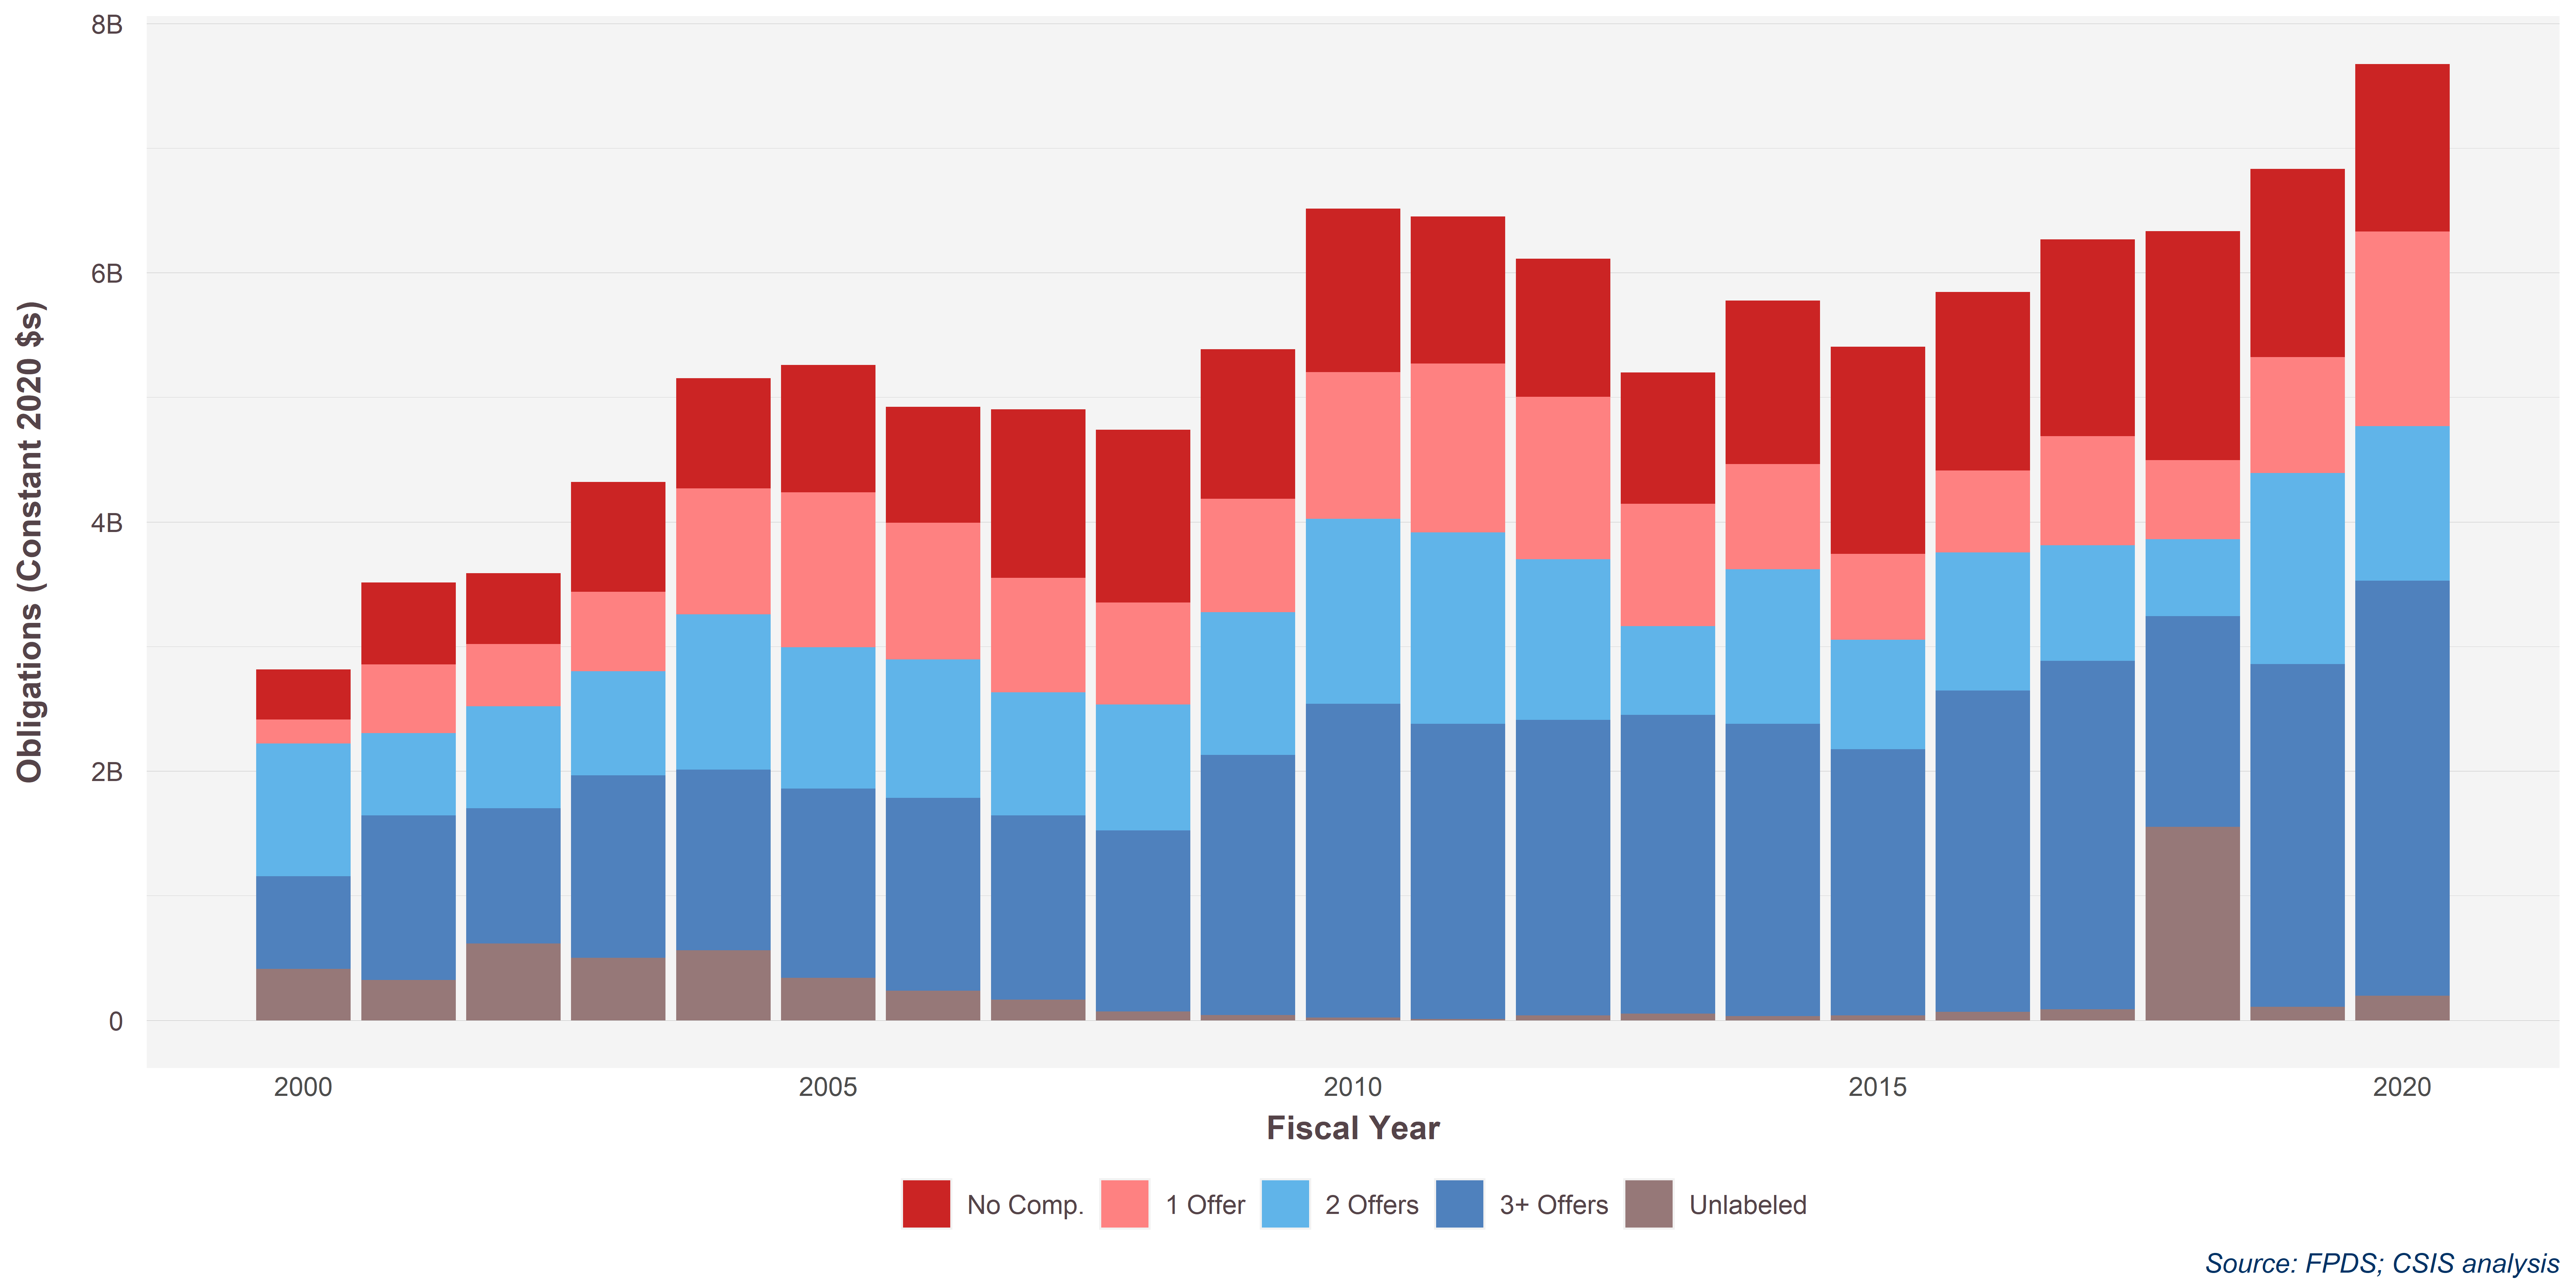 8B
6B
4B
2B
0
Obligations (Constant 2020 $s)
2000 2005 2010 2015 2020
Fiscal Year
No Comp. 1 Offer 2 Offers 3+ Offers Unlabeled
Source: FPDS; CSIS analysis